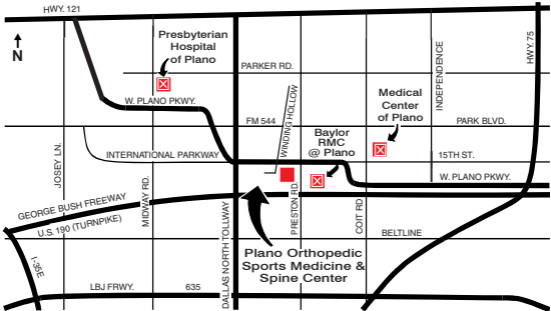 HWY. 121
N
Presbyterian
Hospital
of Plano
PARKER RD.
INDEPENDENCE
HWY. 75
W. PLANO PKWY.
WINDING HOLLOW
Medical
Center
of Plano
FM 544
PARK BLVD.
Baylor
RMC
@ Plano
JOSEY LN.
INTERNATIONAL PARKWAY
15TH ST.
W. PLANO PKWY.
MIDWAY RD.
GEORGE BUSH FREEWAY
U.S. 190 (TURNPIKE)
DALLAS NORTH TOLLWAY
PRESTON RD.
COIT RD
BELTLINE
Plano Orthopedic
Sports Medicine &
Spine Center
I-35E
LBJ FRWY.
635